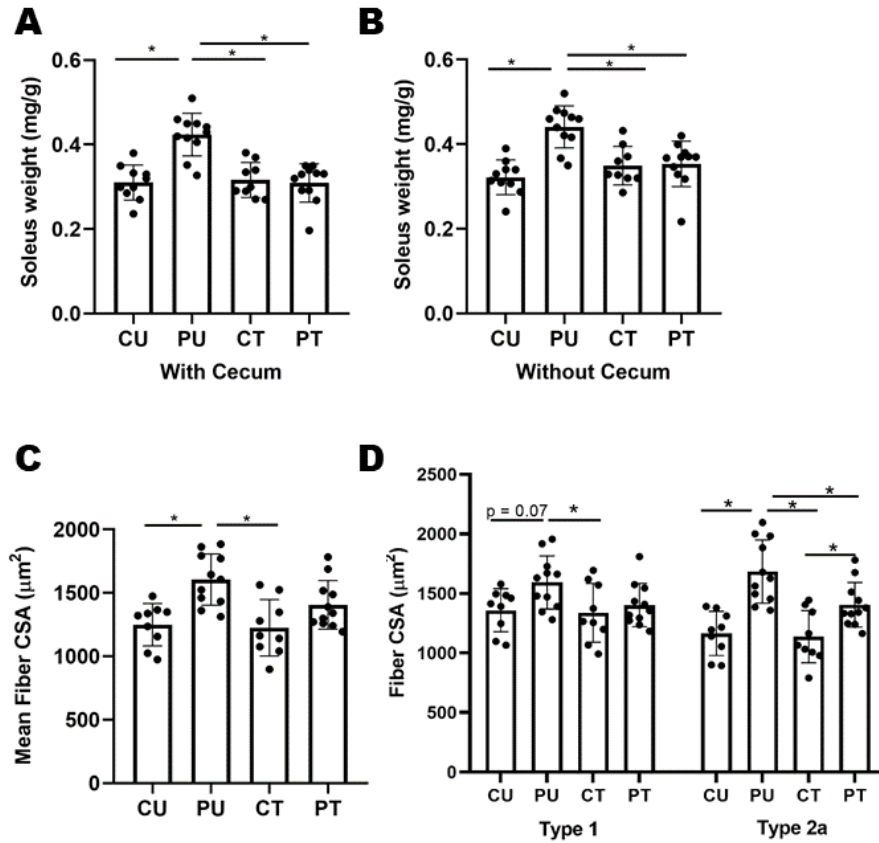 A
Soleus weight (mg/g)
0.6
0.4
0.2
0.0
*
*
*
CU PU CT PT
With Cecum
B
Soleus weight (mg/g)
0.6
0.4
0.2
0.0
*
*
*
CU PU CT PT
Without Cecum
C
Mean Fiber CSA (μm²)
2000
1500
1000
500
0
* *
CU PU CT PT
D
Fiber CSA (μm²)
2500
2000
1500
1000
500
0
p = 0.07 *
*
* *
*
CU PU CT PT CU PU CT PT
Type 1 Type 2a